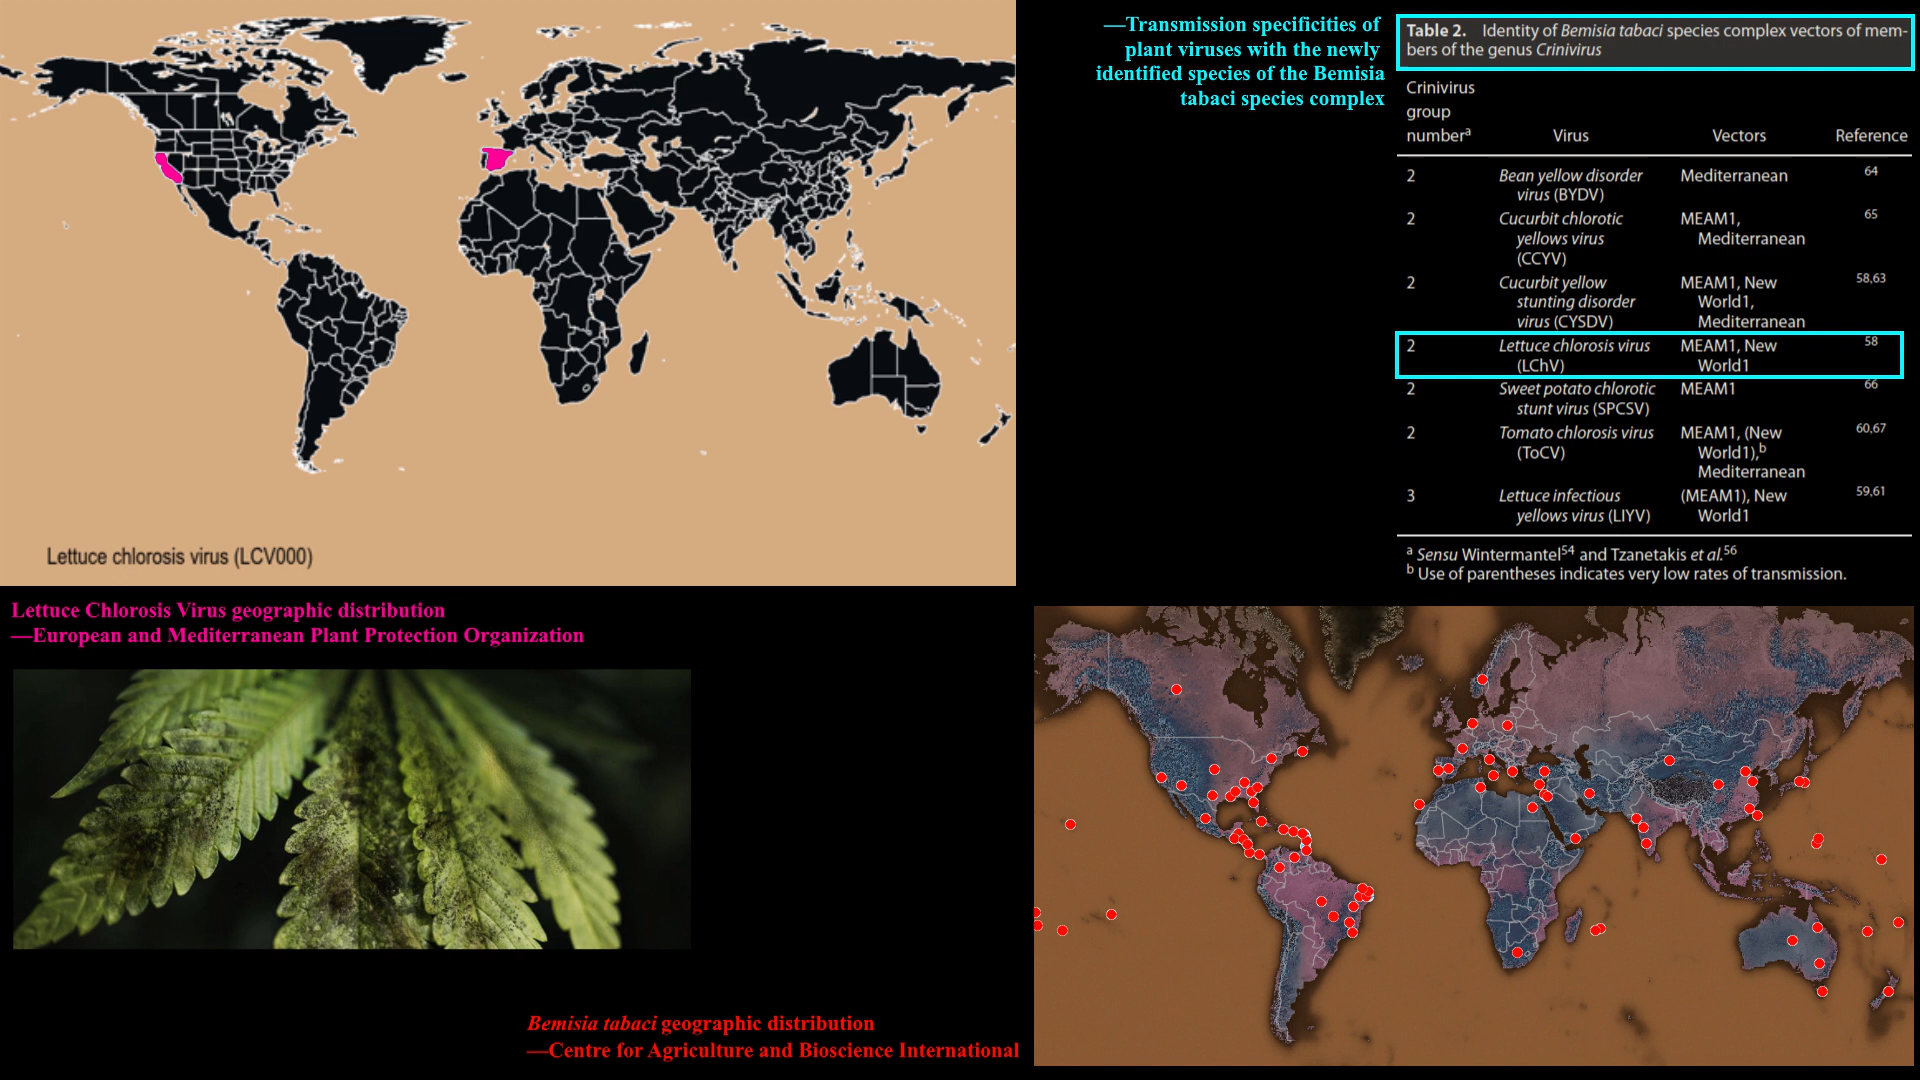 —Transmission specificities of
plant viruses with the newly
identified species of the Bemisia
tabaci species complex
Table 2. Identity of Bemisia tabaci species complex vectors of mem-
bers of the genus Crinivirus
Crinivirus
group
numberᵃ Virus Vectors Reference
2 Bean yellow disorder Mediterranean 64
virus (BYDV)
2 Cucurbit chlorotic MEAM1, 65
yellows virus Mediterranean
(CCYV)
2 Cucurbit yellow MEAM1, New 58,63
stunting disorder World1,
virus (CYSDV) Mediterranean
2 Lettuce chlorosis virus MEAM1, New 58
(LChV) World1
2 Sweet potato chlorotic MEAM1 66
stunt virus (SPCSV)
2 Tomato chlorosis virus MEAM1, (New 60,67
(ToCV) World1),ᵇ
Mediterranean
3 Lettuce infectious (MEAM1), New 59,61
yellows virus (LIYV) World1
ᵃ Sensu Wintermantel⁵⁴ and Tzanetakis et al.⁵⁶
ᵇ Use of parentheses indicates very low rates of transmission.
Lettuce chlorosis virus (LCV000)
Lettuce Chlorosis Virus geographic distribution
—European and Mediterranean Plant Protection Organization
Bemisia tabaci geographic distribution
—Centre for Agriculture and Bioscience International